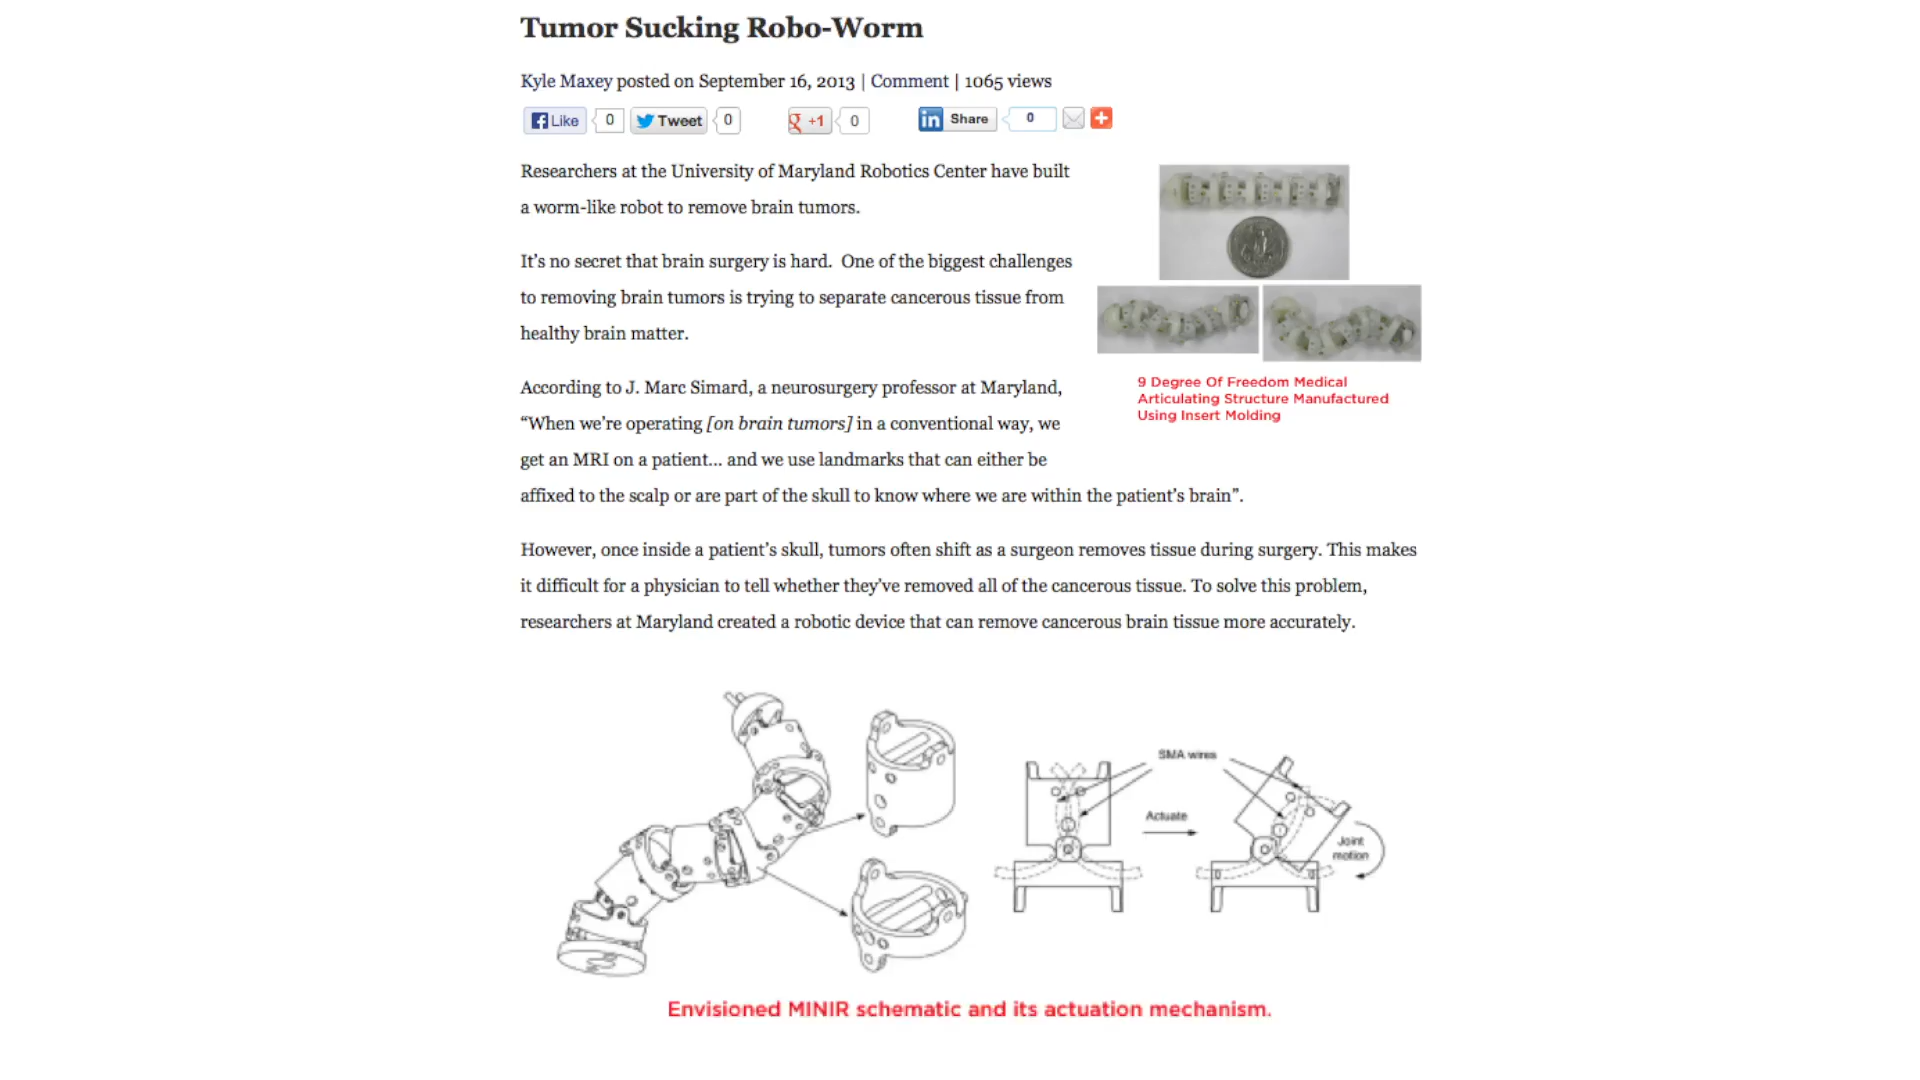 Tumor Sucking Robo-Worm
Kyle Maxey posted on September 16, 2013 | Comment | 1065 views
Like 0 Tweet 0 +1 0 in Share 0
Researchers at the University of Maryland Robotics Center have built
a worm-like robot to remove brain tumors.
It's no secret that brain surgery is hard.  One of the biggest challenges
to removing brain tumors is trying to separate cancerous tissue from
healthy brain matter.
9 Degree Of Freedom Medical
Articulating Structure Manufactured
Using Insert Molding
According to J. Marc Simard, a neurosurgery professor at Maryland,
“When we're operating [on brain tumors] in a conventional way, we
get an MRI on a patient... and we use landmarks that can either be
affixed to the scalp or are part of the skull to know where we are within the patient's brain”.
However, once inside a patient's skull, tumors often shift as a surgeon removes tissue during surgery. This makes
it difficult for a physician to tell whether they've removed all of the cancerous tissue. To solve this problem,
researchers at Maryland created a robotic device that can remove cancerous brain tissue more accurately.
SMA wires
Actuate
Joint
motion
Envisioned MINIR schematic and its actuation mechanism.